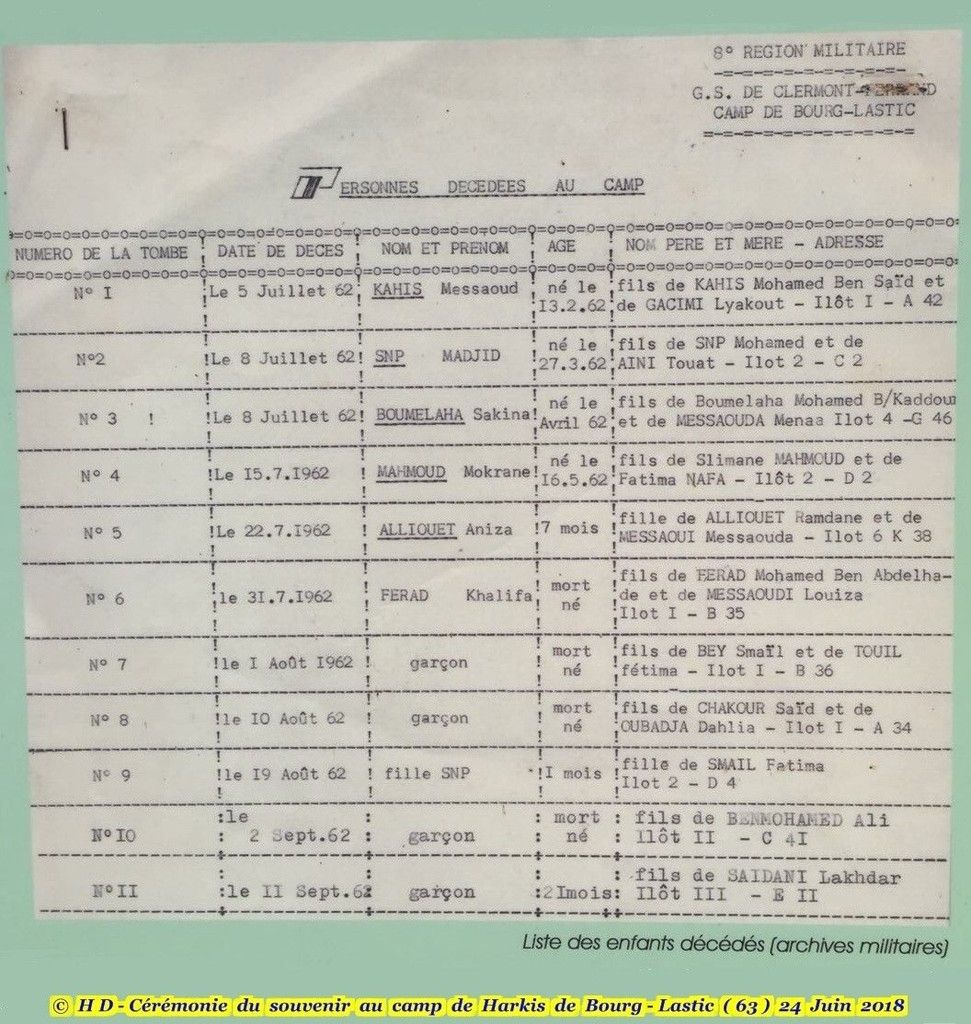 8° REGION MILITAIRE
-=-=-=-=-=-=-=-=-
G.S. DE CLERMONT-
CAMP DE BOURG-LASTIC
=-=-=-=-=-=-=-=-=-=
PERSONNES DECEDEES AU CAMP
NUMERO DE LA TOMBE ! DATE DE DECES ! NOM ET PRENOM ! AGE ! NOM PERE ET MERE - ADRESSE
N° I !Le 5 Juillet 62! KAHIS Messaoud ! né le !fils de KAHIS Mohamed Ben Saïd et
!I3.2.62!de GACIMI Lyakout - Ilôt I - A 42
N°2 !Le 8 Juillet 62! SNP MADJID ! né le !fils de SNP Mohamed et de
!27.3.62!AINI Touat - Ilot 2 - C 2
N° 3 ! !Le 8 Juillet 62! BOUMELAHA Sakina! né le !fils de Boumelaha Mohamed B/Kaddour
!Avril 62!et de MESSAOUDA Menaa Ilot 4 -G 46
N° 4 !Le I5.7.I962 ! MAHMOUD Mokrane! né le !fils de Slimane MAHMOUD et de
!I6.5.62!Fatima NAFA - Ilôt 2 - D 2
N° 5 !Le 22.7.I962 ! ALLIOUET Aniza !7 mois !fille de ALLIOUET Ramdane et de
!MESSAOUI Messaouda - Ilot 6 K 38
N° 6 !le 3I.7.I962 ! FERAD Khalifa! mort né !fils de FERAD Mohamed Ben Abdelha-
de et de MESSAOUDI Louiza
Ilot I - B 35
N° 7 !le I Août I962 ! garçon ! mort né !fils de BEY Smaïl et de TOUIL
fétima - Ilot I - B 36
N° 8 !le IO Août 62 ! garçon ! mort né !fils de CHAKOUR Saïd et de
OUBADJA Dahlia - Ilot I - A 34
N° 9 !le I9 Août 62 ! fille SNP !I mois !fille de SMAIL Fatima
Ilot 2 - D 4
N°IO :le 2 Sept.62 : garçon : mort né : fils de BENMOHAMED Ali
: Ilôt II - C 4I
N°II :le II Sept.62 garçon :2Imois: fils de SAIDANI Lakhdar
Ilôt III - E II
Liste des enfants décédés (archives militaires)
© H D - Cérémonie du souvenir au camp de Harkis de Bourg - Lastic ( 63 ) 24 Juin 2018